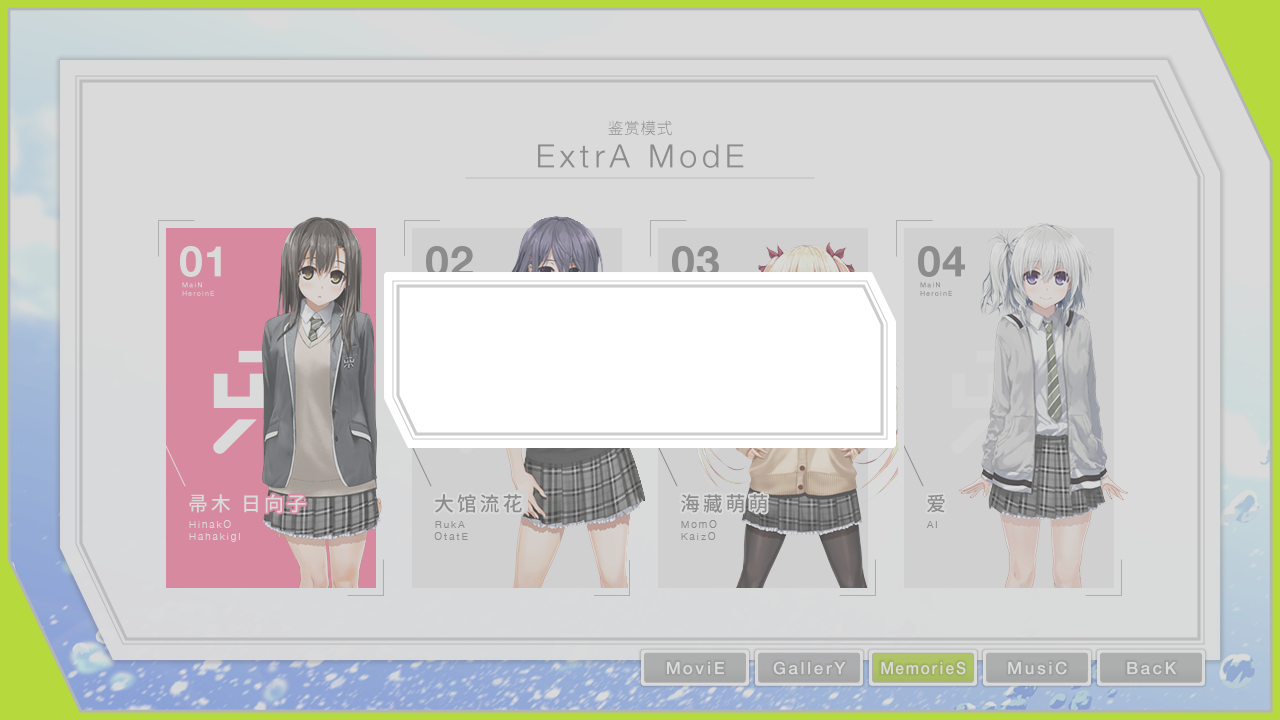 鉴赏模式
ExtrA ModE
01
MaiN
HeroinE
帚木 日向子
HinakO
HahakigI
02
大馆流花
RukA
OtatE
03
海藏萌萌
MomO
KaizO
04
MaiN
HeroinE
爱
AI
MovieE
GallerY
MemorieS
MusiC
BacK